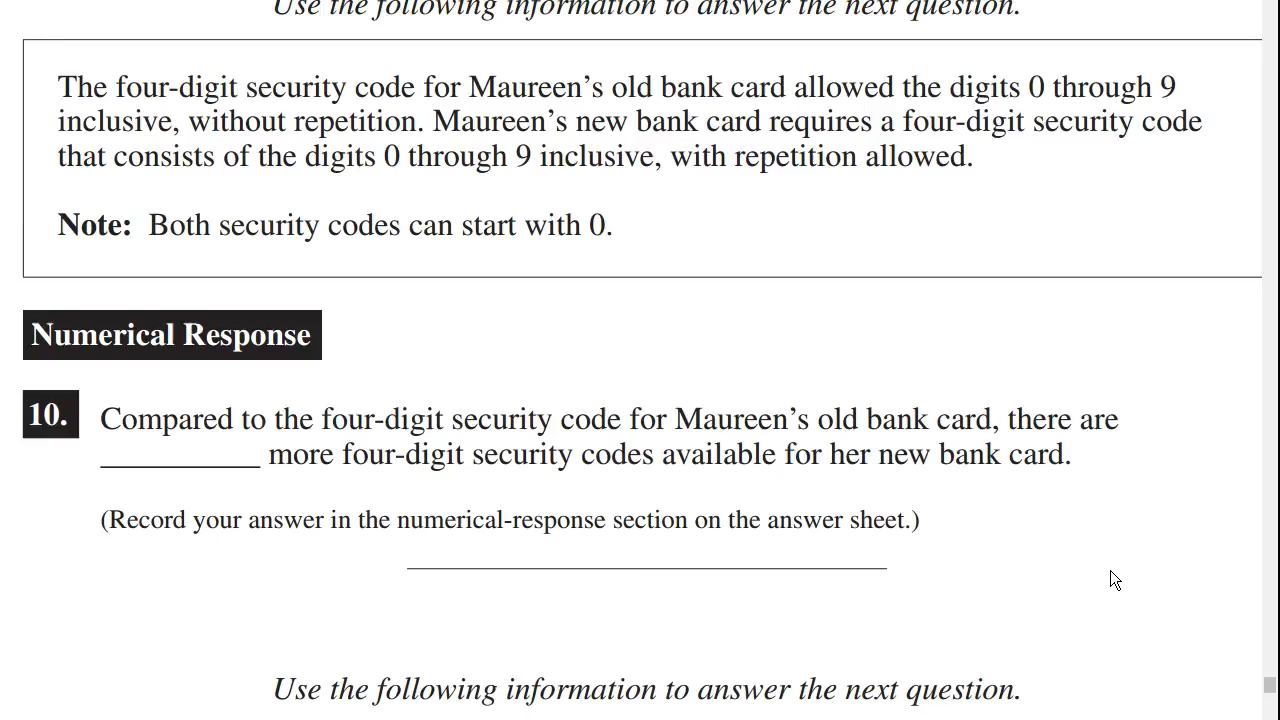 Use the following information to answer the next question.
The four-digit security code for Maureen’s old bank card allowed the digits 0 through 9
inclusive, without repetition. Maureen’s new bank card requires a four-digit security code
that consists of the digits 0 through 9 inclusive, with repetition allowed.
Note: Both security codes can start with 0.
Numerical Response
10. Compared to the four-digit security code for Maureen’s old bank card, there are
__________ more four-digit security codes available for her new bank card.
(Record your answer in the numerical-response section on the answer sheet.)
Use the following information to answer the next question.